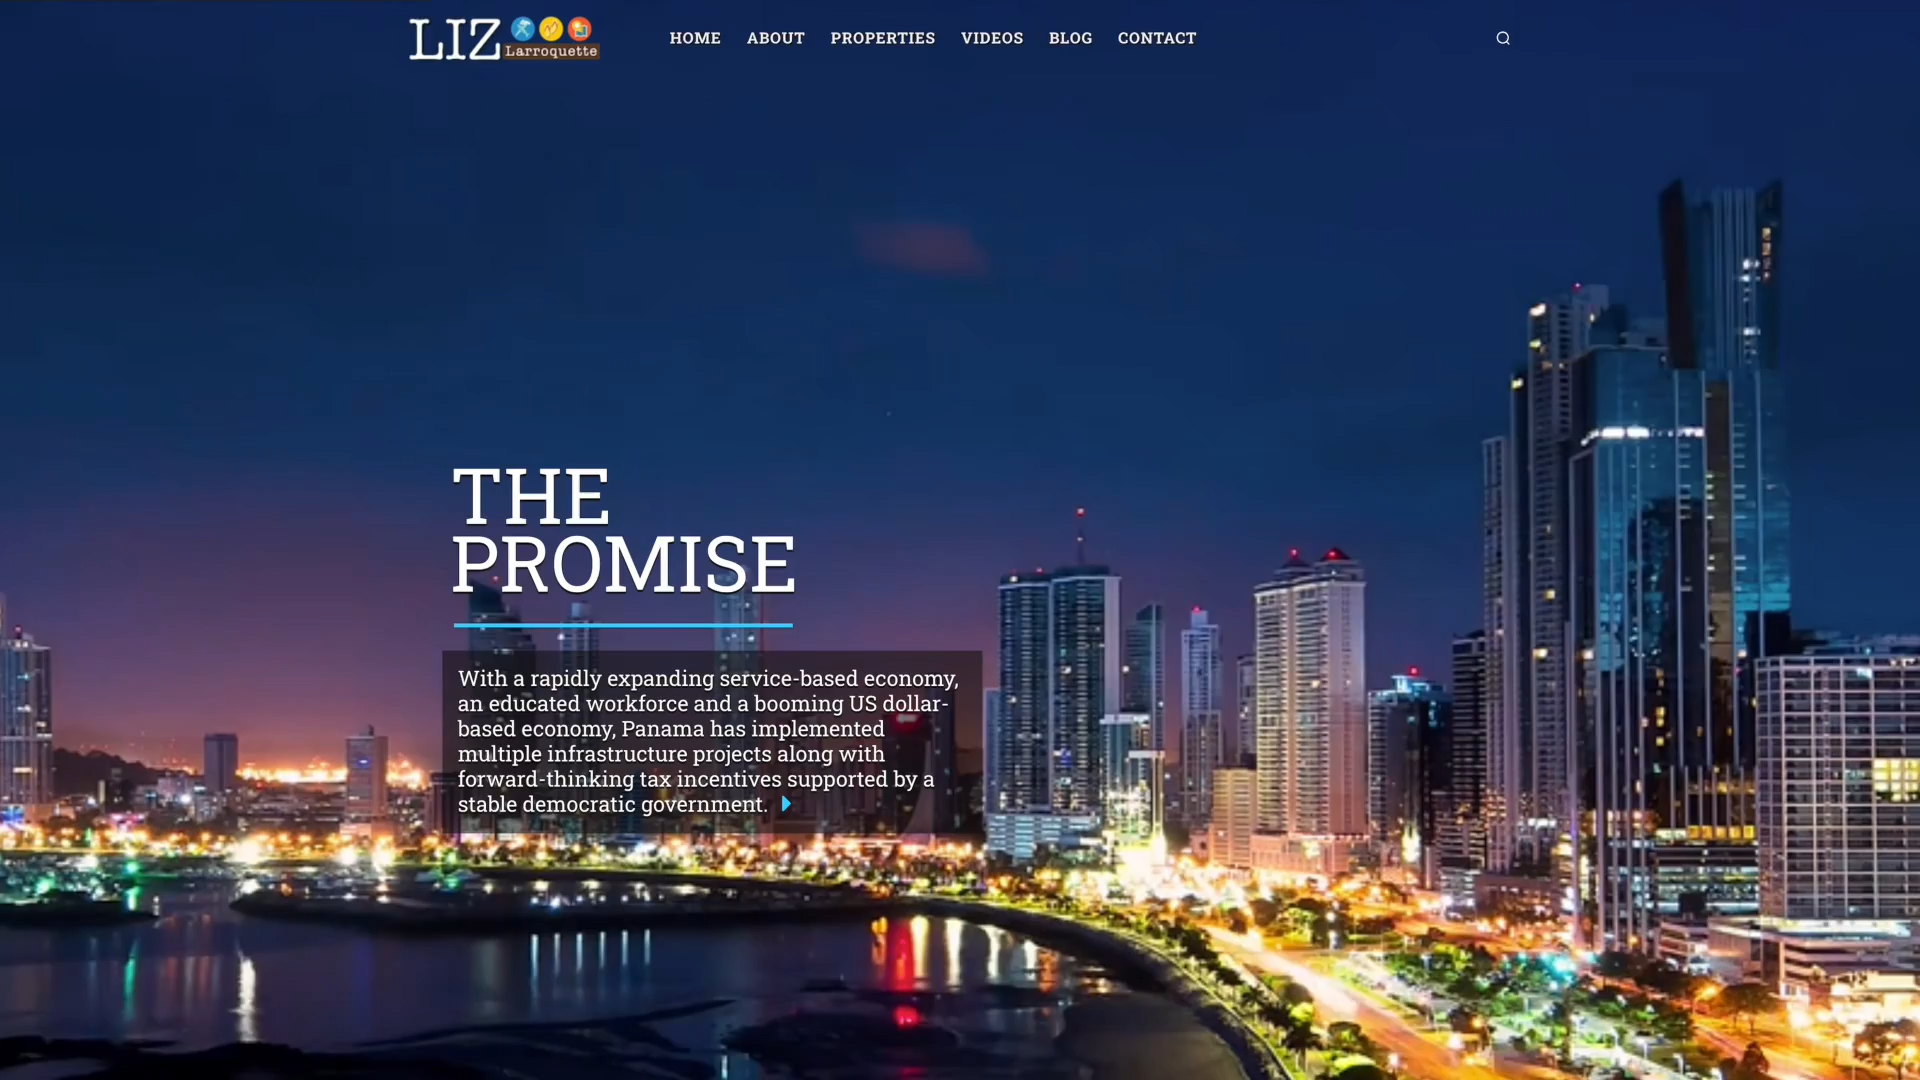 LIZ
Larroquette
HOME ABOUT PROPERTIES VIDEOS BLOG CONTACT
THE
PROMISE
With a rapidly expanding service-based economy,
an educated workforce and a booming US dollar-
based economy, Panama has implemented
multiple infrastructure projects along with
forward-thinking tax incentives supported by a
stable democratic government.